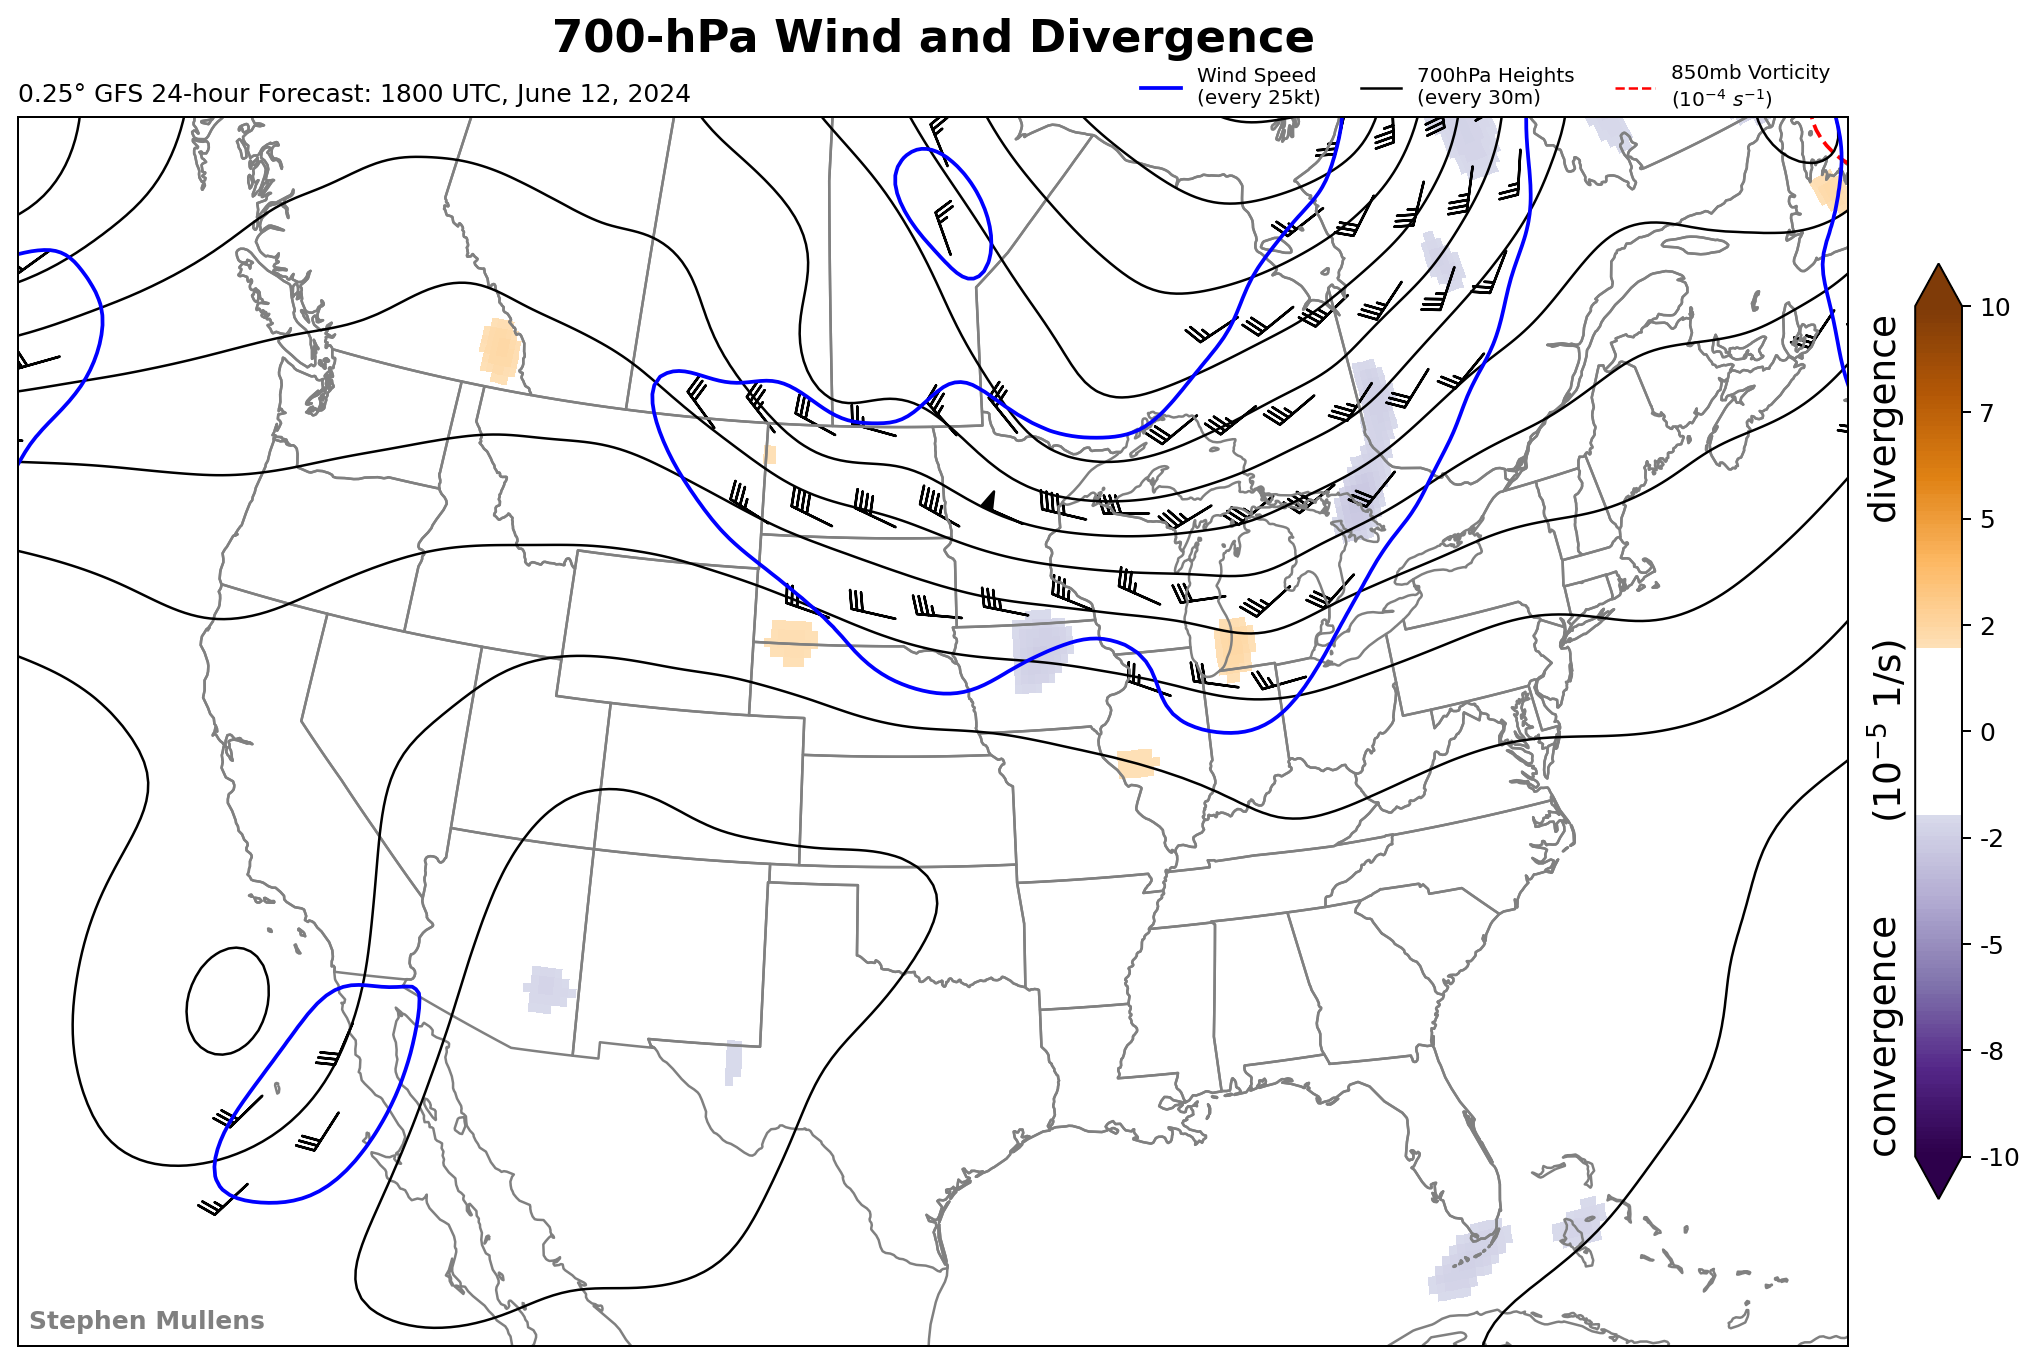 700-hPa Wind and Divergence
0.25° GFS 24-hour Forecast: 1800 UTC, June 12, 2024
Wind Speed
(every 25kt)
700hPa Heights
(every 30m)
850mb Vorticity
(10⁻⁴ s⁻¹)
10
7
5
2
0
-2
-5
-8
-10
convergence (10⁻⁵ 1/s) divergence
Stephen Mullens